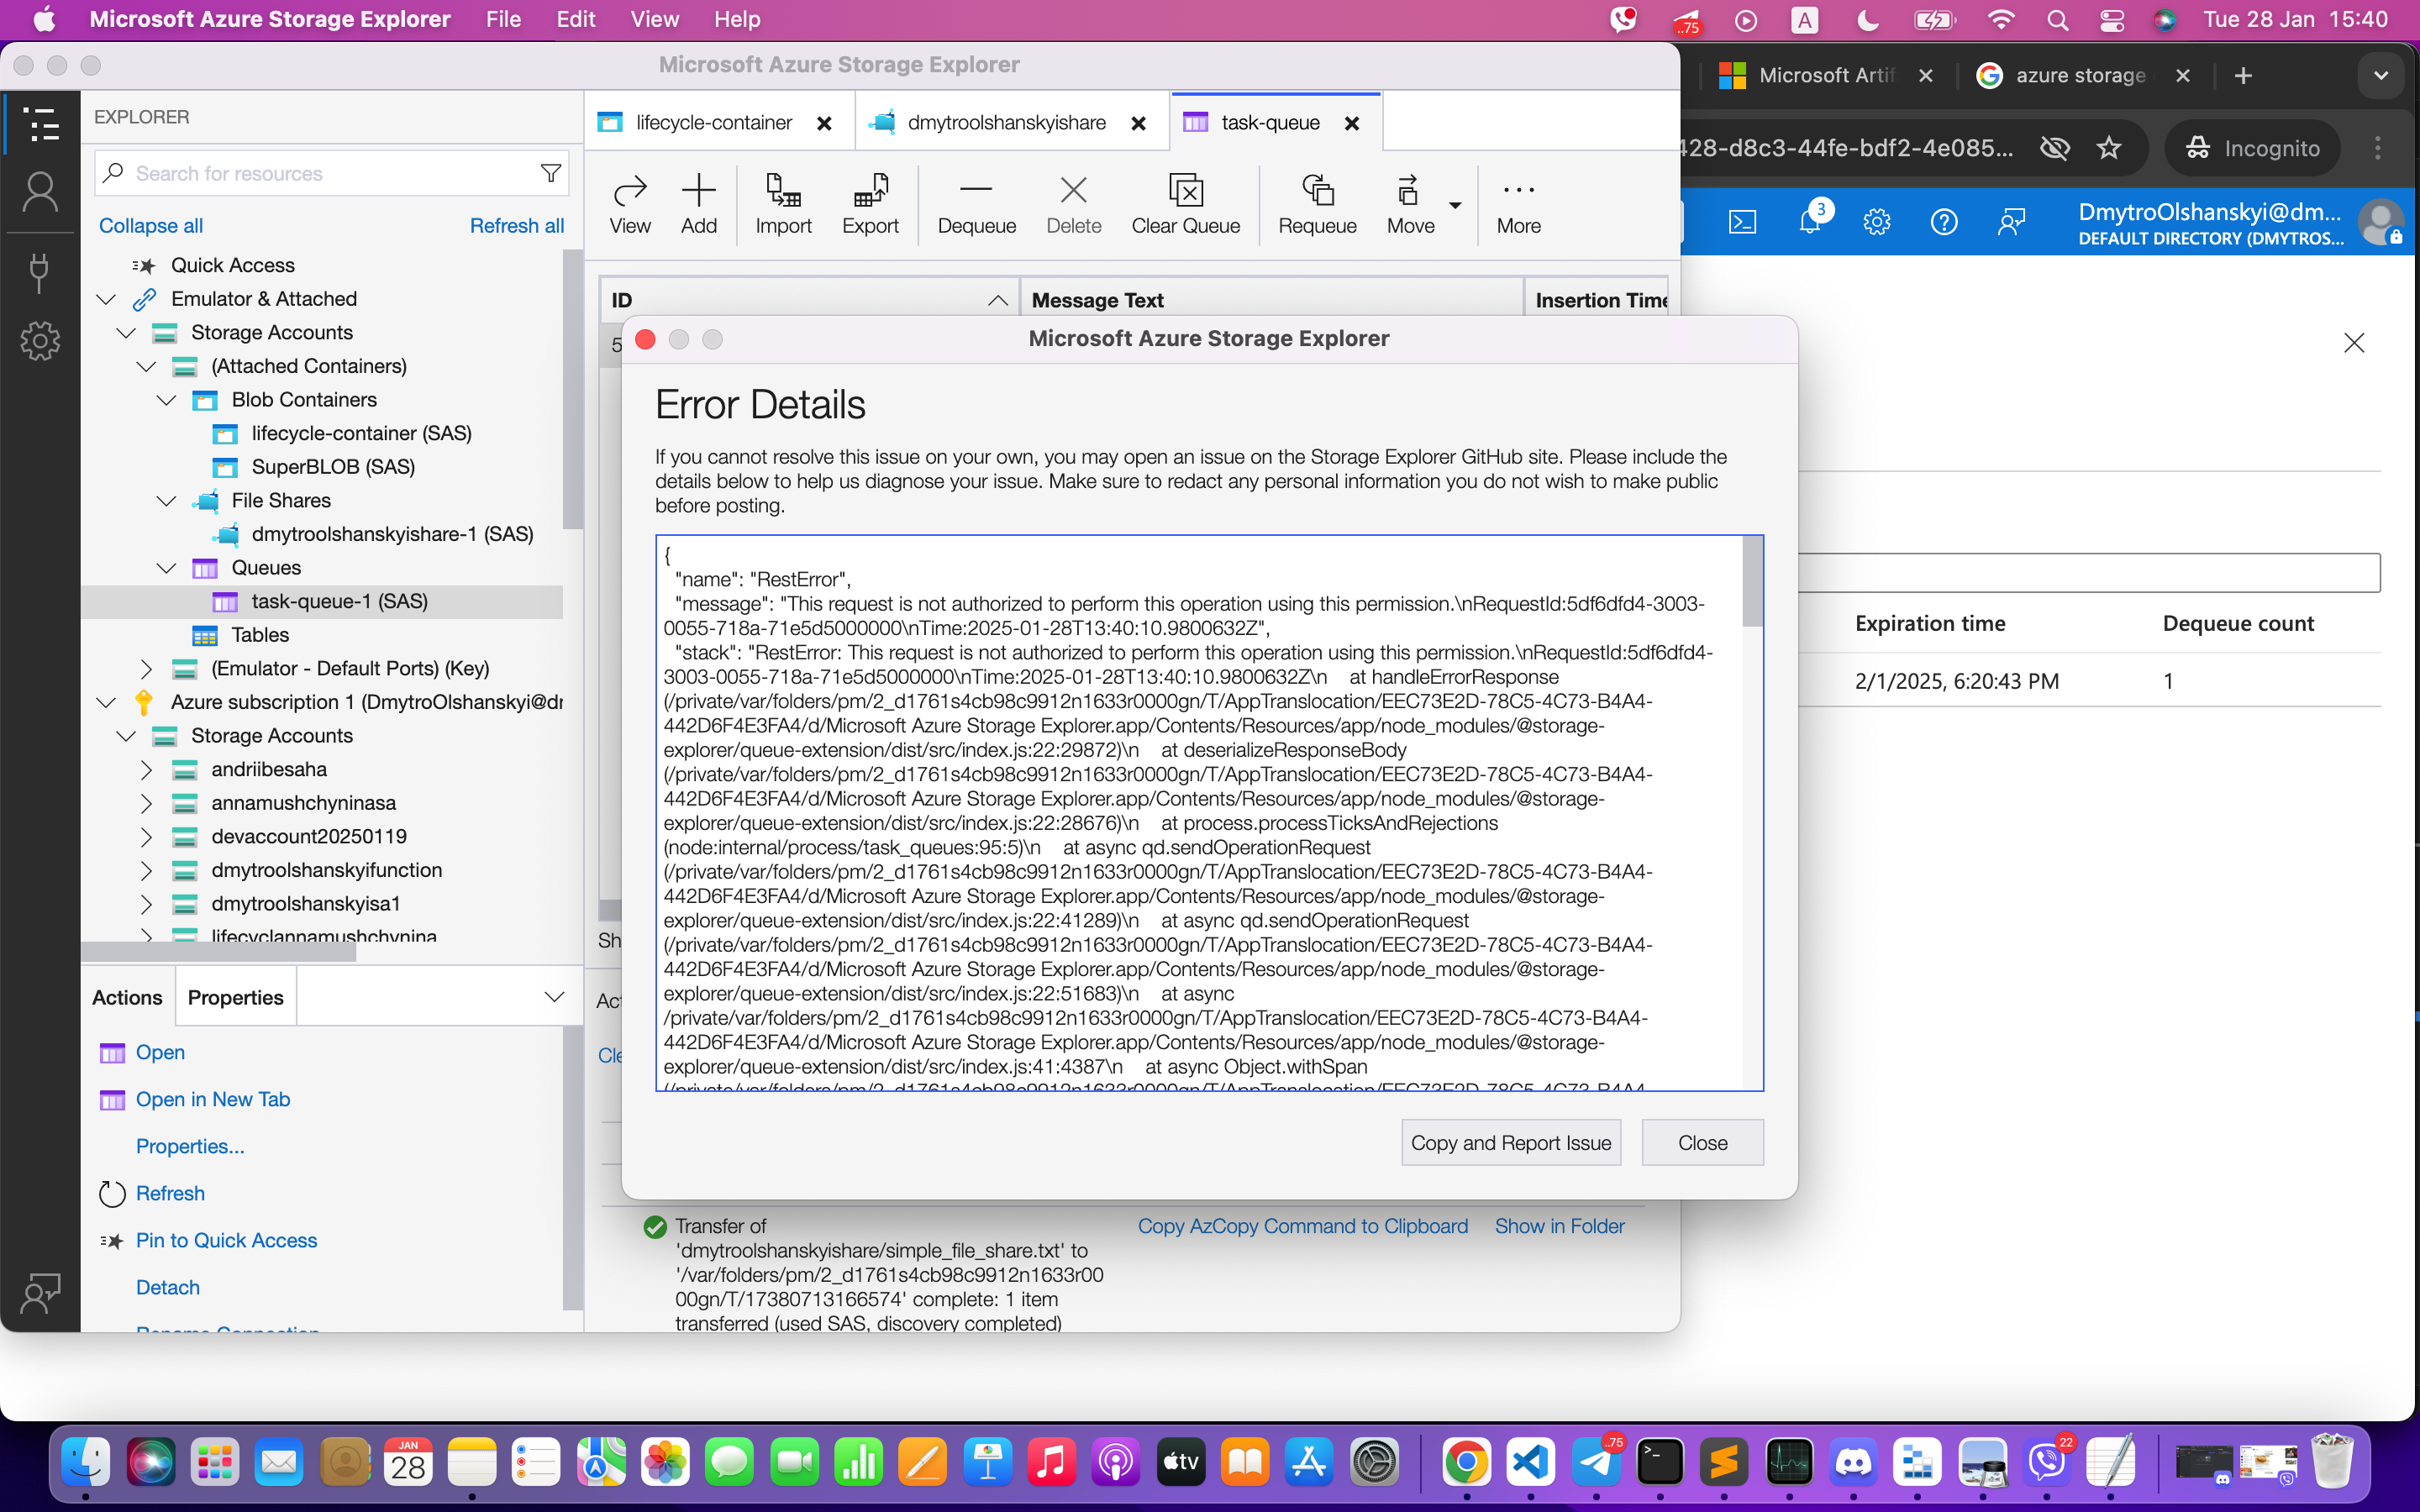 Microsoft Azure Storage Explorer File Edit View Help
..75 A Tue 28 Jan 15:40
Microsoft Azure Storage Explorer
Microsoft Artif
azure storage
EXPLORER
lifecycle-container
dmytroolshanskyishare
task-queue
428-d8c3-44fe-bdf2-4e085...
Incognito
Search for resources
Collapse all
Refresh all
View
Add
Import
Export
Dequeue
Delete
Clear Queue
Requeue
Move
More
3
DmytroOlshanskyi@dm...
DEFAULT DIRECTORY (DMYTROS...
Quick Access
Emulator & Attached
Storage Accounts
(Attached Containers)
Blob Containers
lifecycle-container (SAS)
SuperBLOB (SAS)
File Shares
dmytroolshanskyishare-1 (SAS)
Queues
task-queue-1 (SAS)
Tables
(Emulator - Default Ports) (Key)
Azure subscription 1 (DmytroOlshanskyi@dr
Storage Accounts
andriibesaha
annamushchyninasa
devaccount20250119
dmytroolshanskyifunction
dmytroolshanskyisa1
lifecyclannamushchynina
ID
Message Text
Insertion Time
5
Microsoft Azure Storage Explorer
Error Details
If you cannot resolve this issue on your own, you may open an issue on the Storage Explorer GitHub site. Please include the
details below to help us diagnose your issue. Make sure to redact any personal information you do not wish to make public
before posting.
{
"name": "RestError",
"message": "This request is not authorized to perform this operation using this permission.\nRequestId:5df6dfd4-3003-
0055-718a-71e5d5000000\nTime:2025-01-28T13:40:10.9800632Z",
"stack": "RestError: This request is not authorized to perform this operation using this permission.\nRequestId:5df6dfd4-
3003-0055-718a-71e5d5000000\nTime:2025-01-28T13:40:10.9800632Z\n    at handleErrorResponse
(/private/var/folders/pm/2_d1761s4cb98c9912n1633r0000gn/T/AppTranslocation/EEC73E2D-78C5-4C73-B4A4-
442D6F4E3FA4/d/Microsoft Azure Storage Explorer.app/Contents/Resources/app/node_modules/@storage-
explorer/queue-extension/dist/src/index.js:22:29872)\n    at deserializeResponseBody
(/private/var/folders/pm/2_d1761s4cb98c9912n1633r0000gn/T/AppTranslocation/EEC73E2D-78C5-4C73-B4A4-
442D6F4E3FA4/d/Microsoft Azure Storage Explorer.app/Contents/Resources/app/node_modules/@storage-
explorer/queue-extension/dist/src/index.js:22:28676)\n    at process.processTicksAndRejections
(node:internal/process/task_queues:95:5)\n    at async qd.sendOperationRequest
(/private/var/folders/pm/2_d1761s4cb98c9912n1633r0000gn/T/AppTranslocation/EEC73E2D-78C5-4C73-B4A4-
442D6F4E3FA4/d/Microsoft Azure Storage Explorer.app/Contents/Resources/app/node_modules/@storage-
explorer/queue-extension/dist/src/index.js:22:41289)\n    at async qd.sendOperationRequest
(/private/var/folders/pm/2_d1761s4cb98c9912n1633r0000gn/T/AppTranslocation/EEC73E2D-78C5-4C73-B4A4-
442D6F4E3FA4/d/Microsoft Azure Storage Explorer.app/Contents/Resources/app/node_modules/@storage-
explorer/queue-extension/dist/src/index.js:22:51683)\n    at async
/private/var/folders/pm/2_d1761s4cb98c9912n1633r0000gn/T/AppTranslocation/EEC73E2D-78C5-4C73-B4A4-
442D6F4E3FA4/d/Microsoft Azure Storage Explorer.app/Contents/Resources/app/node_modules/@storage-
explorer/queue-extension/dist/src/index.js:41:4387\n    at async Object.withSpan
(/private/var/folders/pm/2_d1761s4cb98c9912n1633r0000gn/T/AppTranslocation/EEC73E2D-78C5-4C73-B4A4-
Copy and Report Issue
Close
Expiration time
Dequeue count
2/1/2025, 6:20:43 PM
1
Sh
Act
Cle
Actions
Properties
Open
Open in New Tab
Properties...
Refresh
Pin to Quick Access
Detach
Rename Connection
Transfer of
'dmytroolshanskyishare/simple_file_share.txt' to
'/var/folders/pm/2_d1761s4cb98c9912n1633r00
00gn/T/17380713166574' complete: 1 item
transferred (used SAS, discovery completed)
Copy AzCopy Command to Clipboard
Show in Folder
JAN
28
tv
..75
22